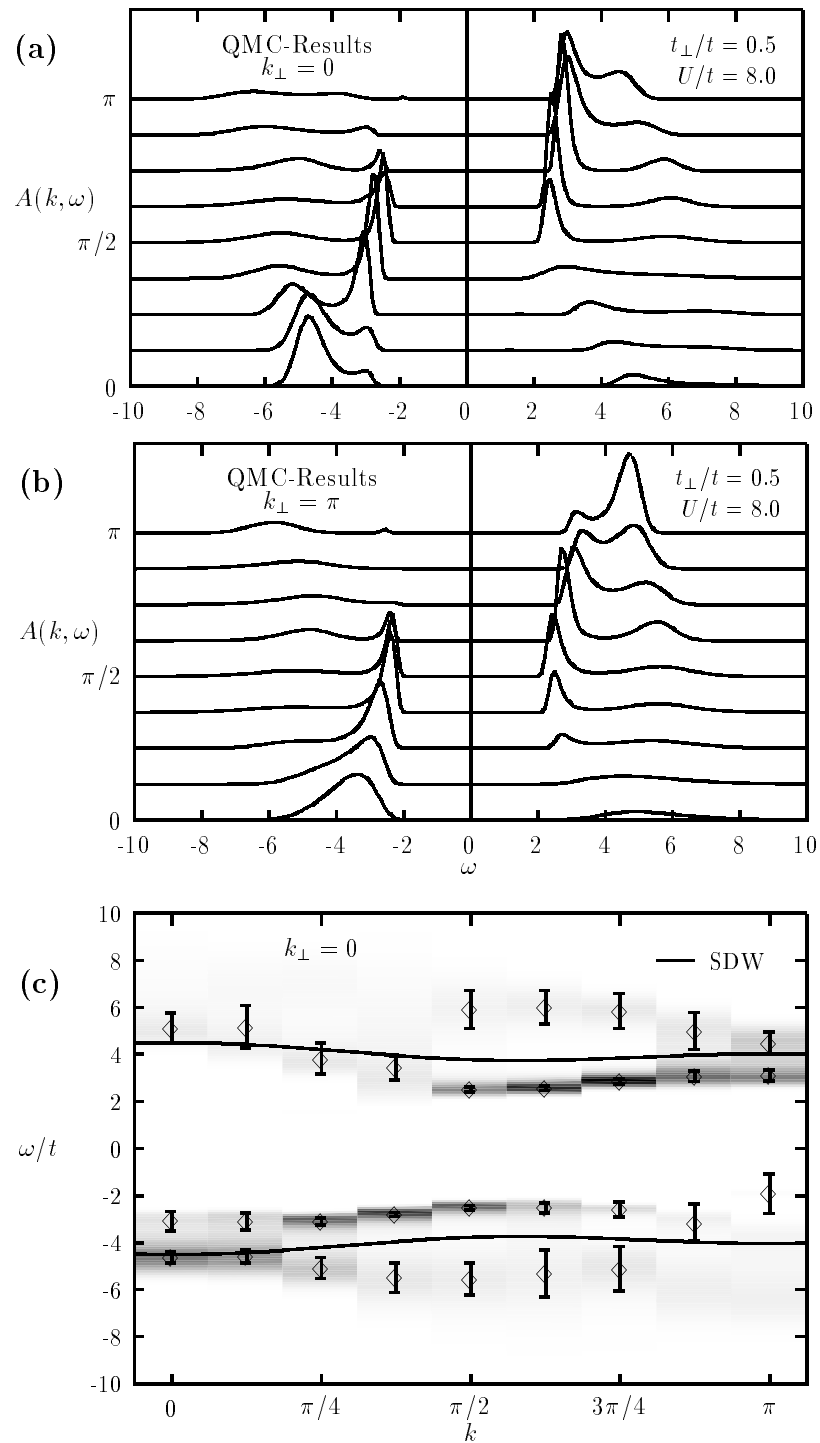 (a)
QMC-Results
k⊥ = 0
t⊥/t = 0.5
U/t = 8.0
π
A(k, ω)
π/2
0
-10 -8 -6 -4 -2 0 2 4 6 8 10
(b)
QMC-Results
k⊥ = π
t⊥/t = 0.5
U/t = 8.0
π
A(k, ω)
π/2
0
-10 -8 -6 -4 -2 0 2 4 6 8 10
ω
(c)
k⊥ = 0
SDW
10
8
6
4
2
0
ω/t
-2
-4
-6
-8
-10
0 π/4 π/2 3π/4 π
k